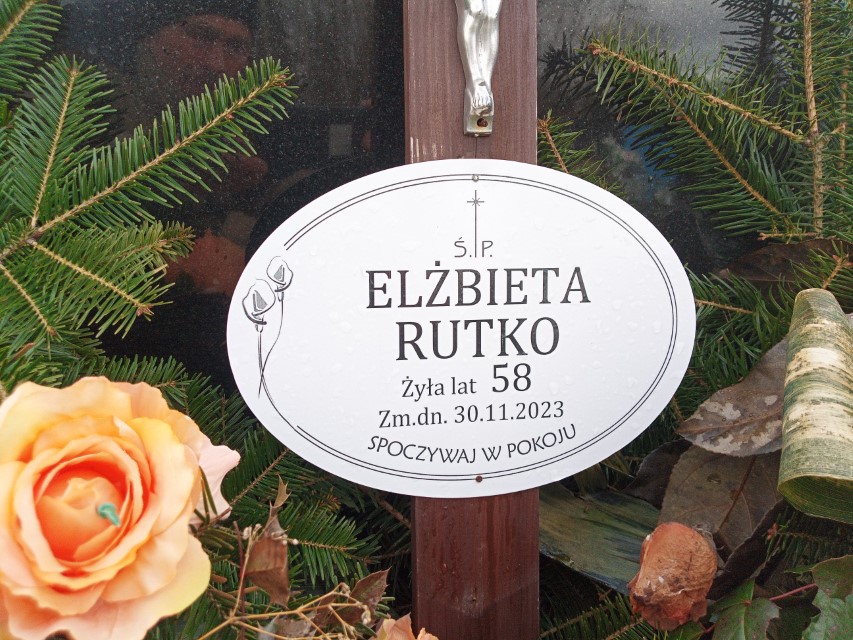 Ś.P.
ELŻBIETA
RUTKO
Żyła lat 58
Zm.dn. 30.11.2023
SPOCZYWAJ W POKOJU